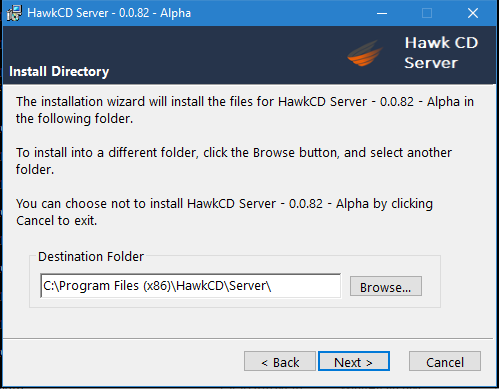 HawkCD Server - 0.0.82 - Alpha
Hawk CD
Server
Install Directory
The installation wizard will install the files for HawkCD Server - 0.0.82 - Alpha in
the following folder.
To install into a different folder, click the Browse button, and select another
folder.
You can choose not to install HawkCD Server - 0.0.82 - Alpha by clicking
Cancel to exit.
Destination Folder
C:\Program Files (x86)\HawkCD\Server\
Browse...
< Back
Next >
Cancel